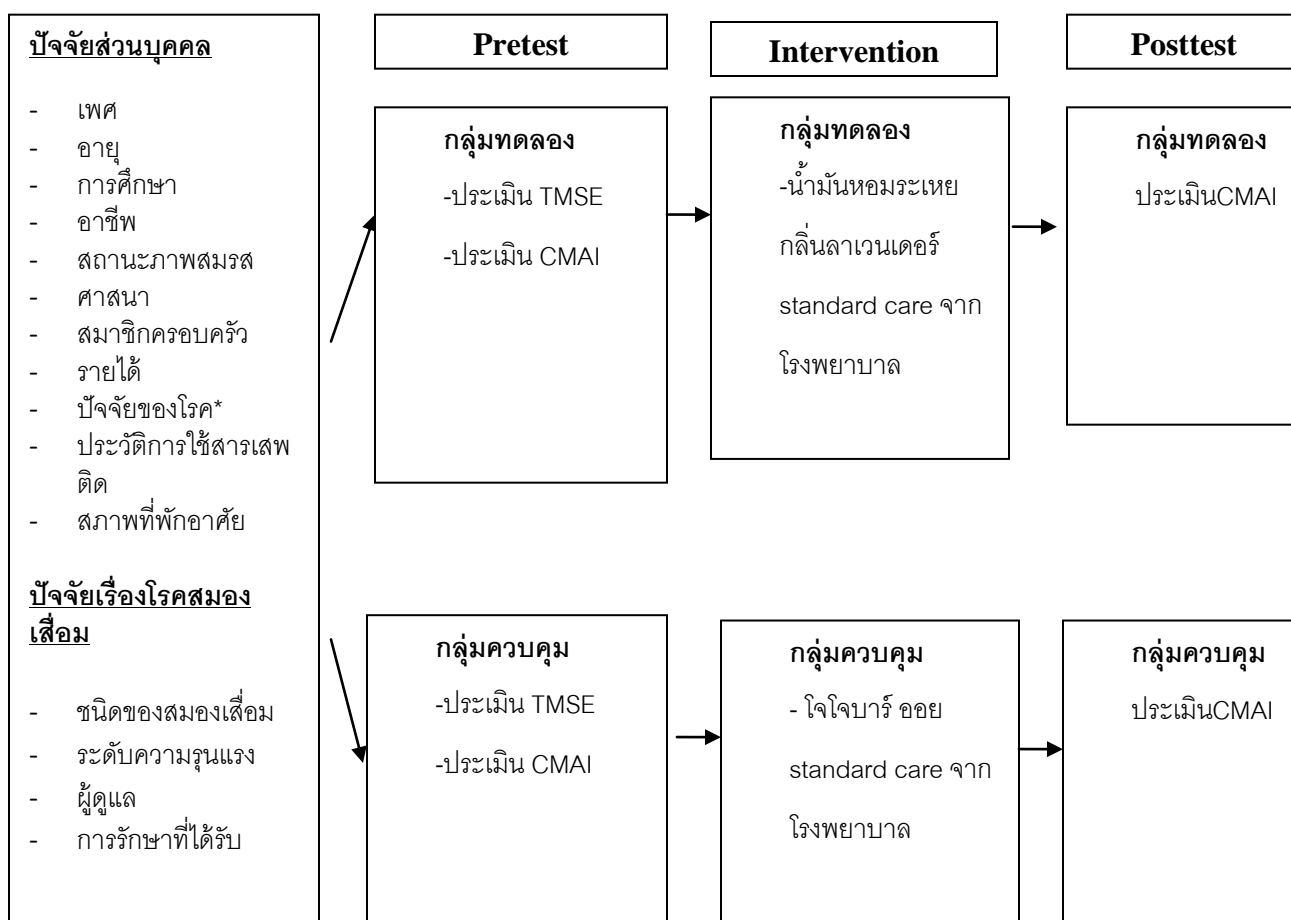 ปัจจัยส่วนบุคคล
- เพศ
- อายุ
- การศึกษา
- อาชีพ
- สถานะภาพสมรส
- ศาสนา
- สมาชิกครอบครัว
- รายได้
- ปัจจัยของโรค*
- ประวัติการใช้สารเสพ
ติด
- สภาพที่พักอาศัย
ปัจจัยเรื่องโรคสมอง
เสื่อม
- ชนิดของสมองเสื่อม
- ระดับความรุนแรง
- ผู้ดูแล
- การรักษาที่ได้รับ
Pretest
กลุ่มทดลอง
-ประเมิน TMSE
-ประเมิน CMAI
Intervention
กลุ่มทดลอง
-น้ำมันหอมระเหย
กลิ่นลาเวนเดอร์
standard care จาก
โรงพยาบาล
Posttest
กลุ่มทดลอง
ประเมินCMAI
กลุ่มควบคุม
-ประเมิน TMSE
-ประเมิน CMAI
กลุ่มควบคุม
- โจโจบาร์ ออย
standard care จาก
โรงพยาบาล
กลุ่มควบคุม
ประเมินCMAI